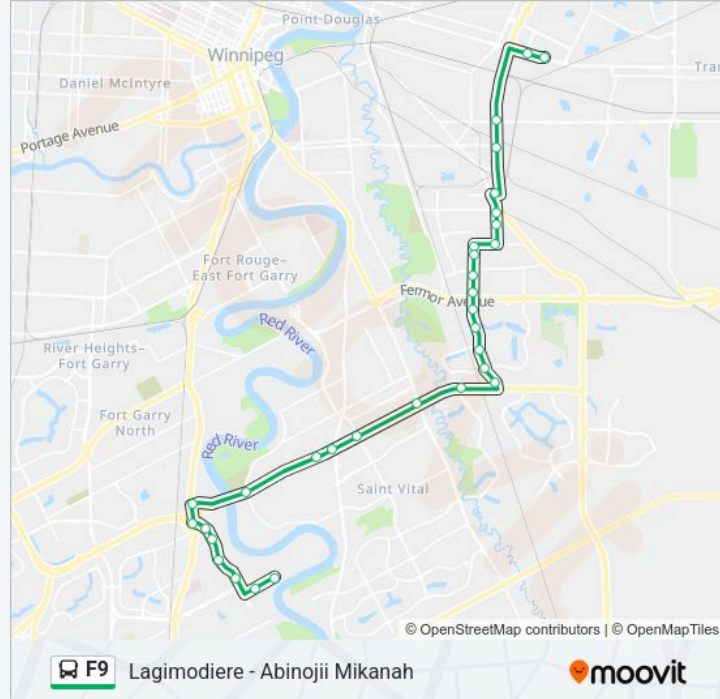 Point Douglas
Winnipeg
Daniel McIntyre
Tran
Portage Avenue
Fort Rouge–
East Fort Garry
Fermor Avenue
Red River
River Heights–
Fort Garry
Fort Garry
North
Red River
Saint Vital
© OpenStreetMap contributors | © OpenMapTiles
F9 Lagimodiere - Abinojii Mikanah
moovit